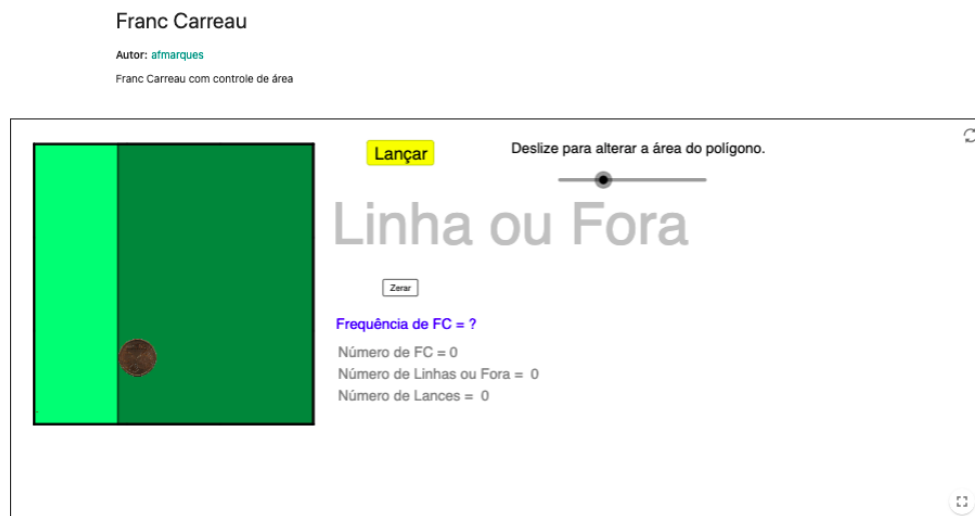 Franc Carreau
Autor: afmarques
Franc Carreau com controle de área
Lançar
Deslize para alterar a área do polígono.
Linha ou Fora
Zerar
Frequência de FC = ?
Número de FC = 0
Número de Linhas ou Fora = 0
Número de Lances = 0